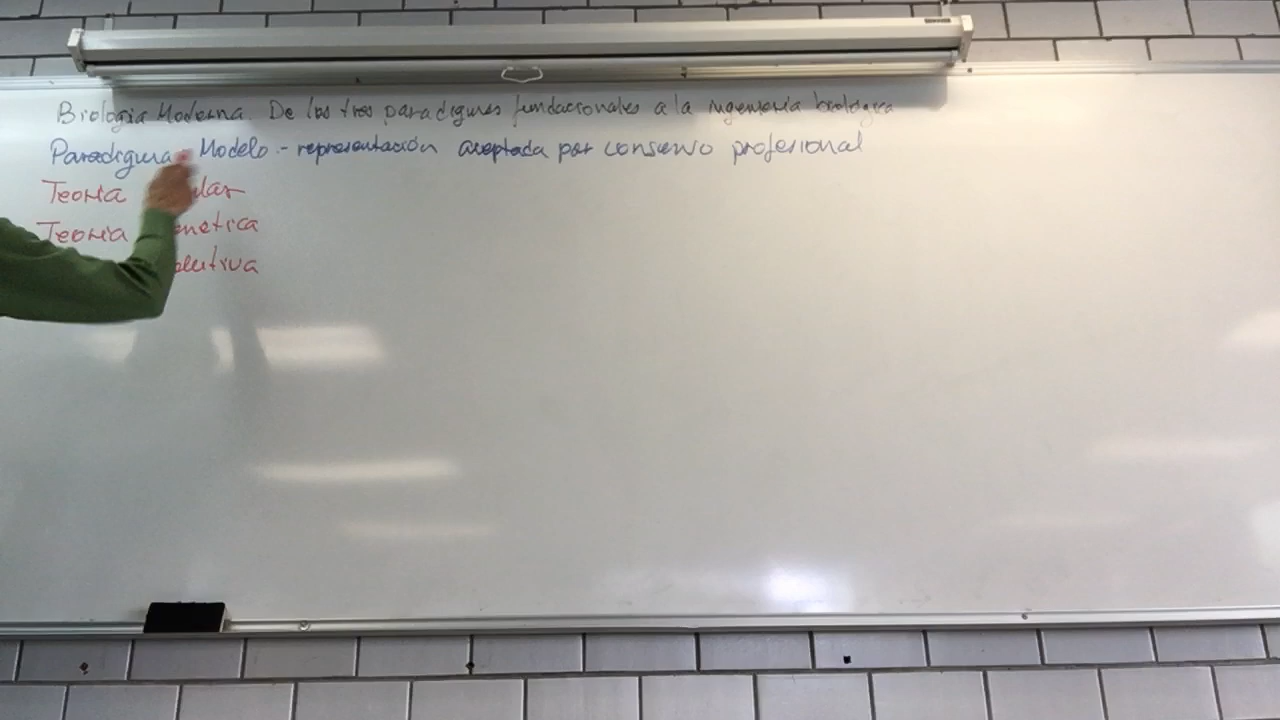 Biología Moderna. De los tres paradigmas fundacionales a la ingeniería biológica
Paradigma Modelo - representación aceptada por consenso profesional
Teoría
Teoría